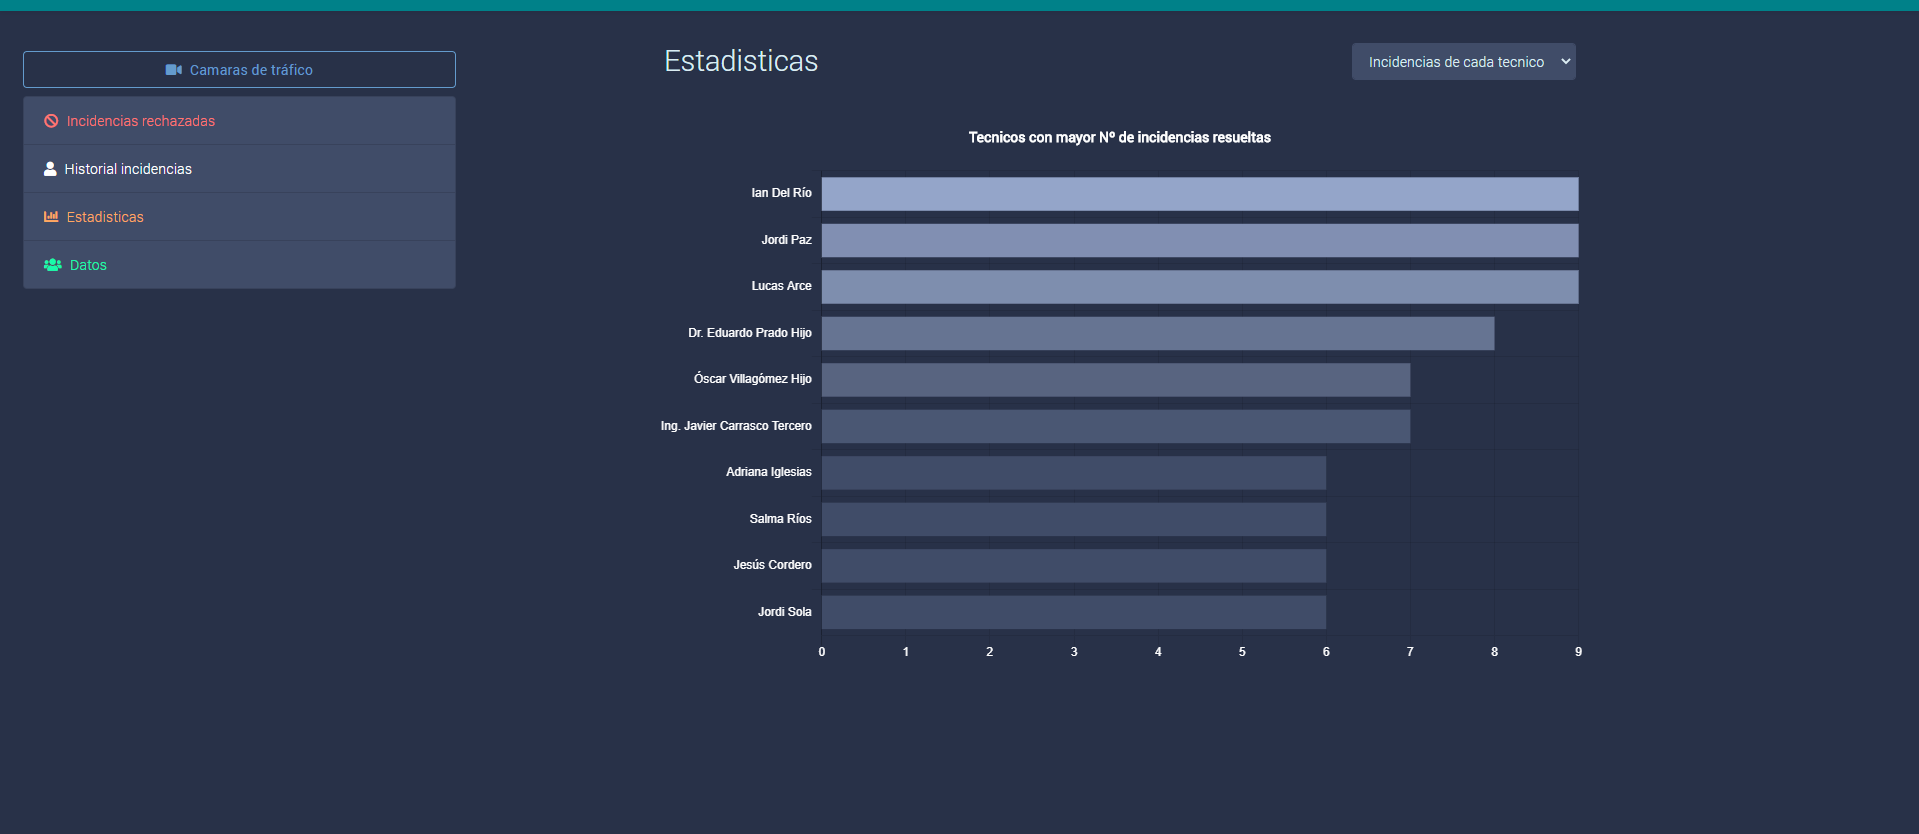 Camaras de tráfico
Incidencias rechazadas
Historial incidencias
Estadisticas
Datos
Estadisticas
Incidencias de cada tecnico
Tecnicos con mayor Nº de incidencias resueltas
Ian Del Río
Jordi Paz
Lucas Arce
Dr. Eduardo Prado Hijo
Óscar Villagómez Hijo
Ing. Javier Carrasco Tercero
Adriana Iglesias
Salma Ríos
Jesús Cordero
Jordi Sola
0 1 2 3 4 5 6 7 8 9